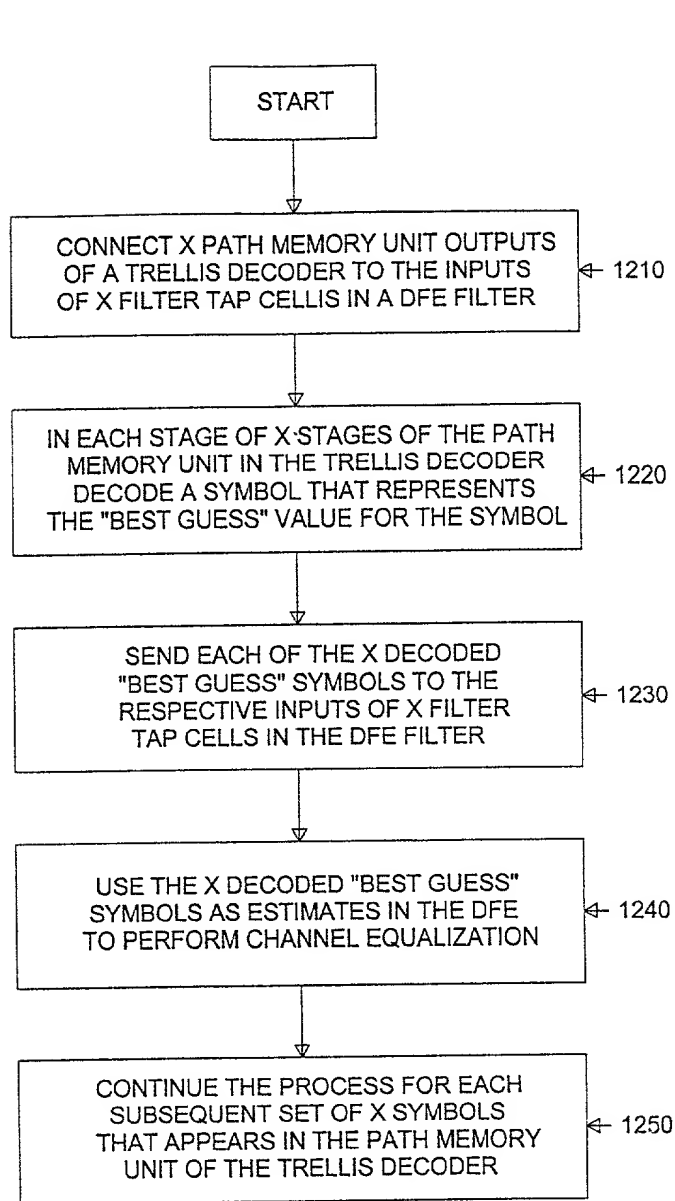 START
CONNECT X PATH MEMORY UNIT OUTPUTS
OF A TRELLIS DECODER TO THE INPUTS
OF X FILTER TAP CELLIS IN A DFE FILTER
1210
IN EACH STAGE OF X STAGES OF THE PATH
MEMORY UNIT IN THE TRELLIS DECODER
DECODE A SYMBOL THAT REPRESENTS
THE "BEST GUESS" VALUE FOR THE SYMBOL
1220
SEND EACH OF THE X DECODED
"BEST GUESS" SYMBOLS TO THE
RESPECTIVE INPUTS OF X FILTER
TAP CELLS IN THE DFE FILTER
1230
USE THE X DECODED "BEST GUESS"
SYMBOLS AS ESTIMATES IN THE DFE
TO PERFORM CHANNEL EQUALIZATION
1240
CONTINUE THE PROCESS FOR EACH
SUBSEQUENT SET OF X SYMBOLS
THAT APPEARS IN THE PATH MEMORY
UNIT OF THE TRELLIS DECODER
1250